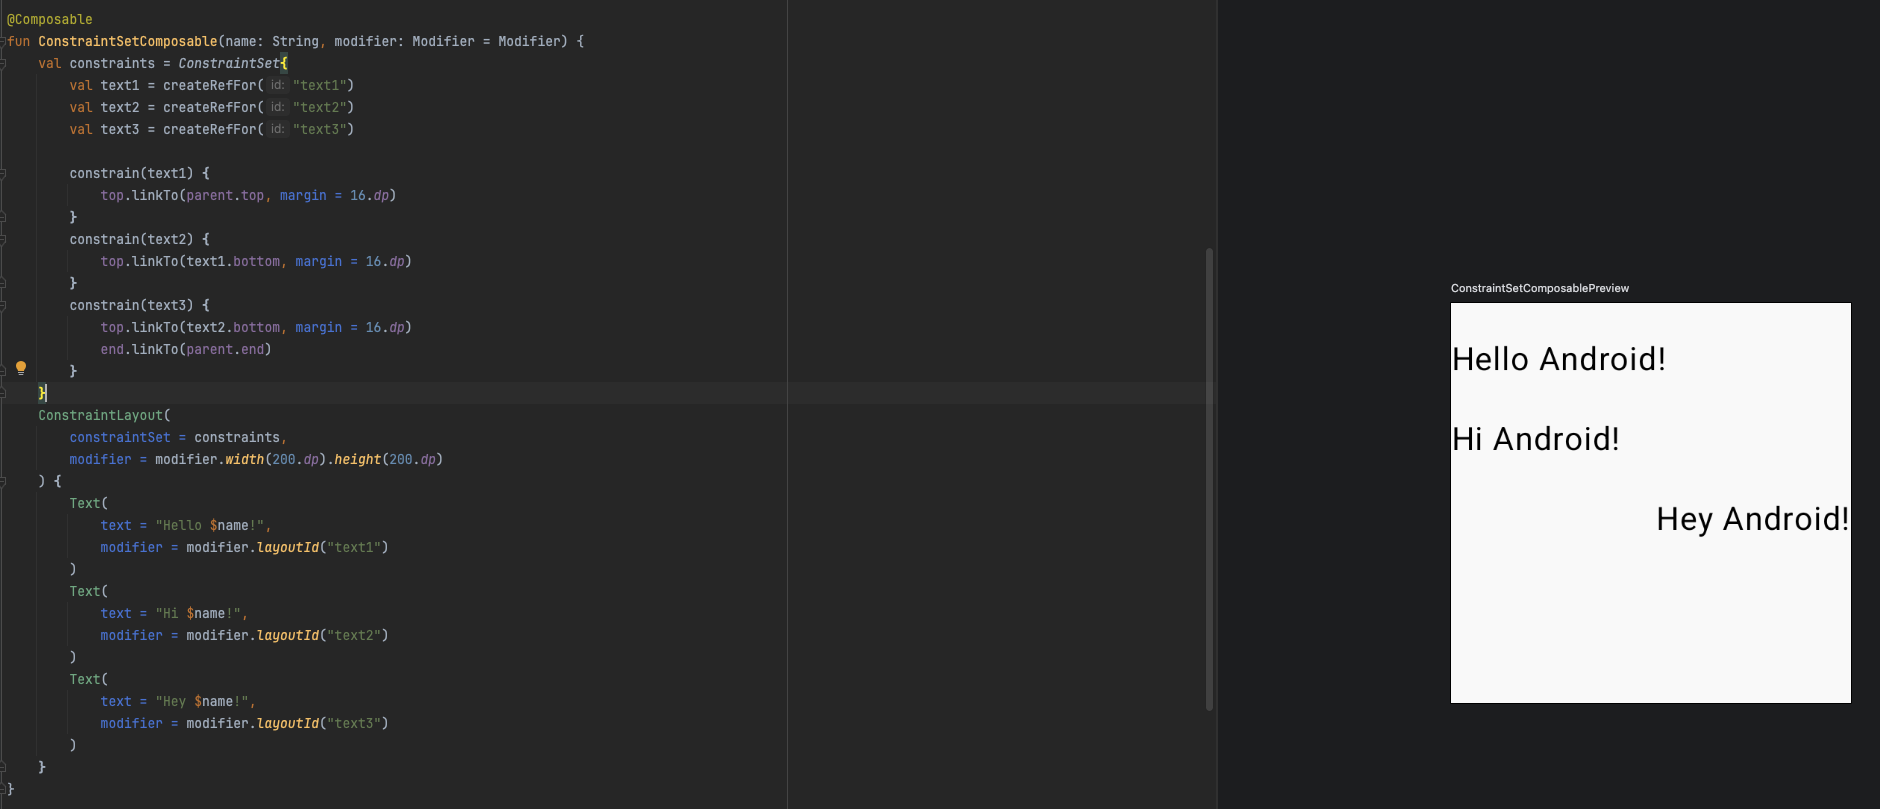 @Composable
fun ConstraintSetComposable(name: String, modifier: Modifier = Modifier) {
val constraints = ConstraintSet{
val text1 = createRefFor( id: "text1")
val text2 = createRefFor( id: "text2")
val text3 = createRefFor( id: "text3")
constrain(text1) {
top.linkTo(parent.top, margin = 16.dp)
}
constrain(text2) {
top.linkTo(text1.bottom, margin = 16.dp)
}
constrain(text3) {
top.linkTo(text2.bottom, margin = 16.dp)
end.linkTo(parent.end)
}
}
ConstraintLayout(
constraintSet = constraints,
modifier = modifier.width(200.dp).height(200.dp)
) {
Text(
text = "Hello $name!",
modifier = modifier.layoutId("text1")
)
Text(
text = "Hi $name!",
modifier = modifier.layoutId("text2")
)
Text(
text = "Hey $name!",
modifier = modifier.layoutId("text3")
)
}
}
ConstraintSetComposablePreview
Hello Android!
Hi Android!
Hey Android!